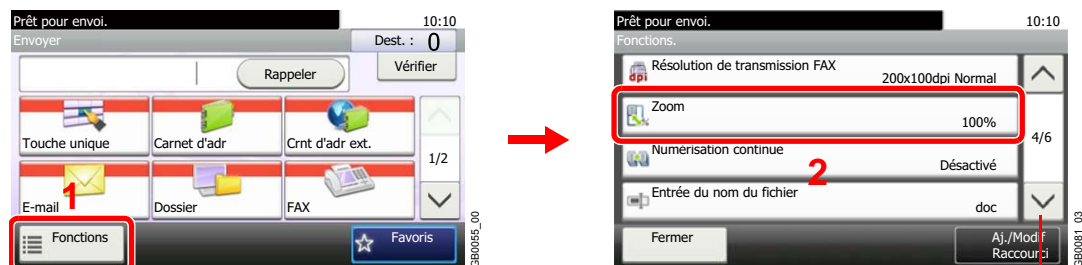 Prêt pour envoi.
10:10
Envoyer
Dest. : 0
Rappeler
Vérifier
Touche unique
Carnet d'adr
Crnt d'adr ext.
1/2
E-mail
1
Dossier
FAX
Fonctions
Favoris
GB0055_00
Prêt pour envoi.
10:10
Fonctions.
dpi
Résolution de transmission FAX
200x100dpi Normal
Zoom
100%
4/6
Numérisation continue
Désactivé
2
Entrée du nom du fichier
doc
Fermer
Aj./Modif
Raccourci
GB0081_03